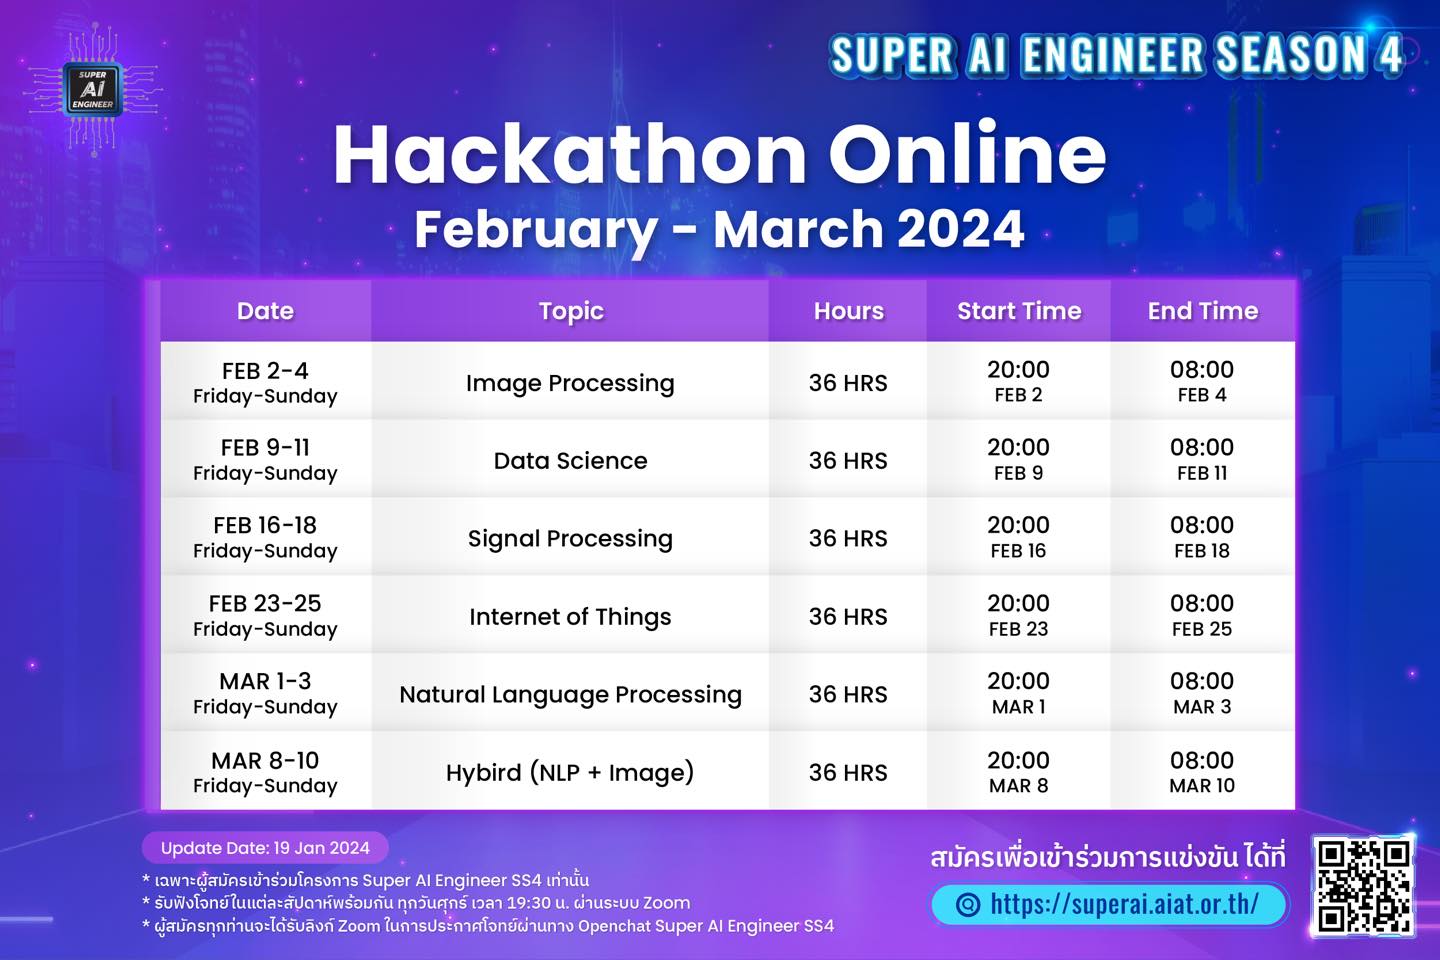 SUPER
AI
ENGINEER
SUPER AI ENGINEER SEASON 4
Hackathon Online
February - March 2024
Date Topic Hours Start Time End Time
FEB 2-4 Image Processing 36 HRS 20:00 08:00
Friday-Sunday FEB 2 FEB 4
FEB 9-11 Data Science 36 HRS 20:00 08:00
Friday-Sunday FEB 9 FEB 11
FEB 16-18 Signal Processing 36 HRS 20:00 08:00
Friday-Sunday FEB 16 FEB 18
FEB 23-25 Internet of Things 36 HRS 20:00 08:00
Friday-Sunday FEB 23 FEB 25
MAR 1-3 Natural Language Processing 36 HRS 20:00 08:00
Friday-Sunday MAR 1 MAR 3
MAR 8-10 Hybird (NLP + Image) 36 HRS 20:00 08:00
Friday-Sunday MAR 8 MAR 10
Update Date: 19 Jan 2024
* เฉพาะผู้สมัครเข้าร่วมโครงการ Super AI Engineer SS4 เท่านั้น
* รับฟังโจทย์ในแต่ละสัปดาห์พร้อมกัน ทุกวันศุกร์ เวลา 19:30 น. ผ่านระบบ Zoom
* ผู้สมัครทุกท่านจะได้รับลิงก์ Zoom ในการประกาศโจทย์ผ่านทาง Openchat Super AI Engineer SS4
สมัครเพื่อเข้าร่วมการแข่งขัน ได้ที่
https://superai.aiat.or.th/